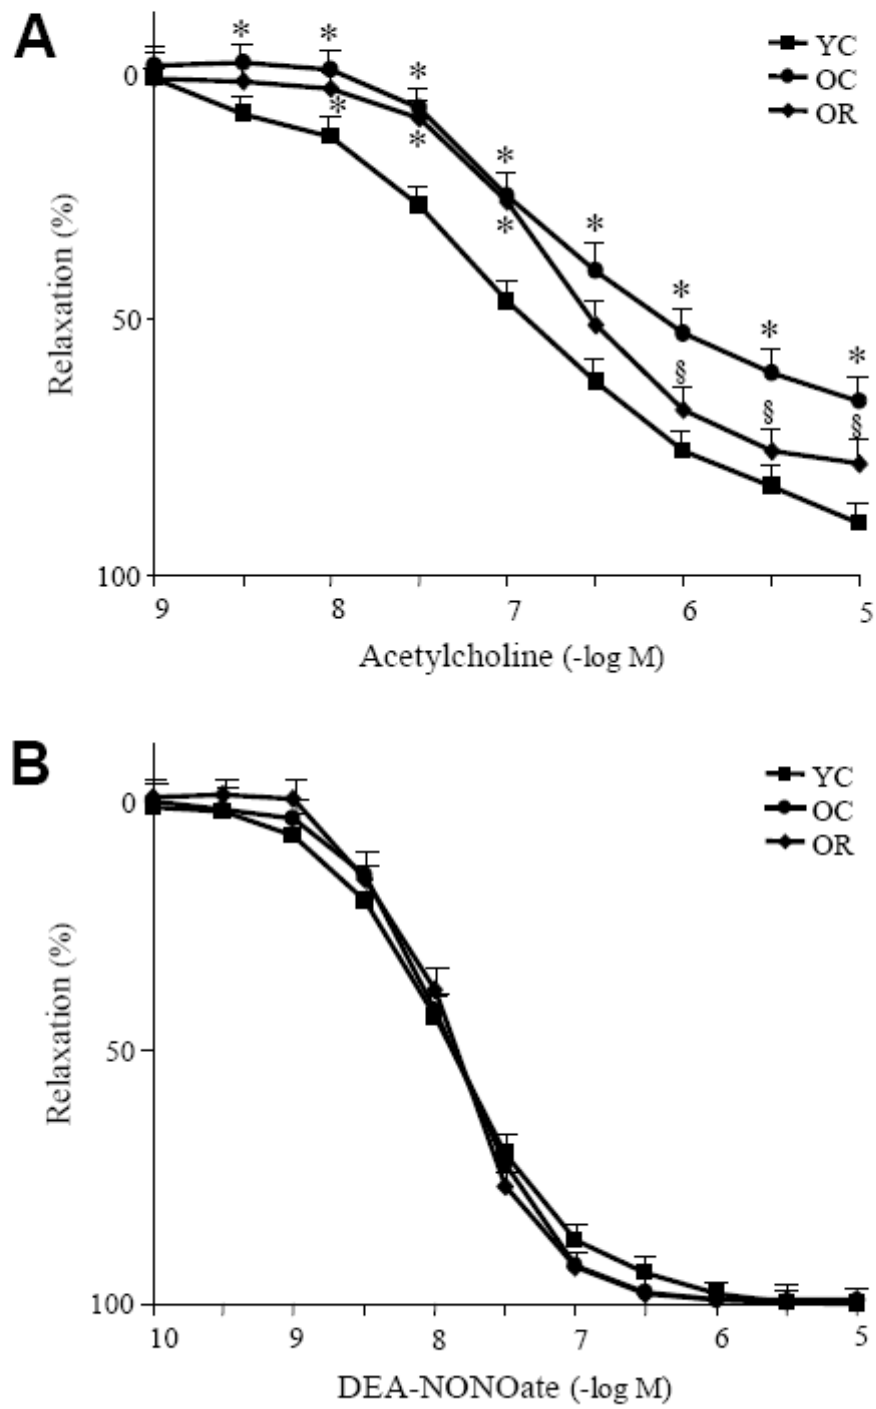 A
YC
OC
OR
* * * * * * * * *
* * *
§ § §
0
50
100
Relaxation (%)
9 8 7 6 5
Acetylcholine (-log M)
B
YC
OC
OR
0
50
100
Relaxation (%)
10 9 8 7 6 5
DEA-NONOate (-log M)